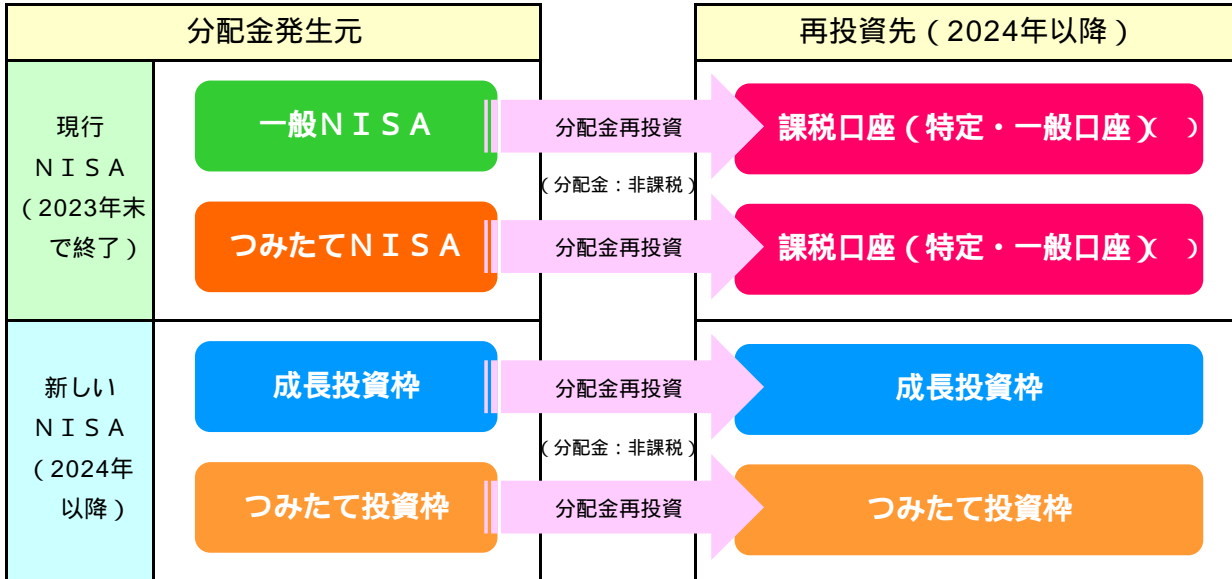 分配金発生元
再投資先（2024年以降）
現行
ＮＩＳＡ
（2023年末
で終了）
一般ＮＩＳＡ
分配金再投資
課税口座（特定・一般口座）（　）
（分配金：非課税）
つみたてＮＩＳＡ
分配金再投資
課税口座（特定・一般口座）（　）
新しい
ＮＩＳＡ
（2024年
以降）
成長投資枠
分配金再投資
成長投資枠
（分配金：非課税）
つみたて投資枠
分配金再投資
つみたて投資枠